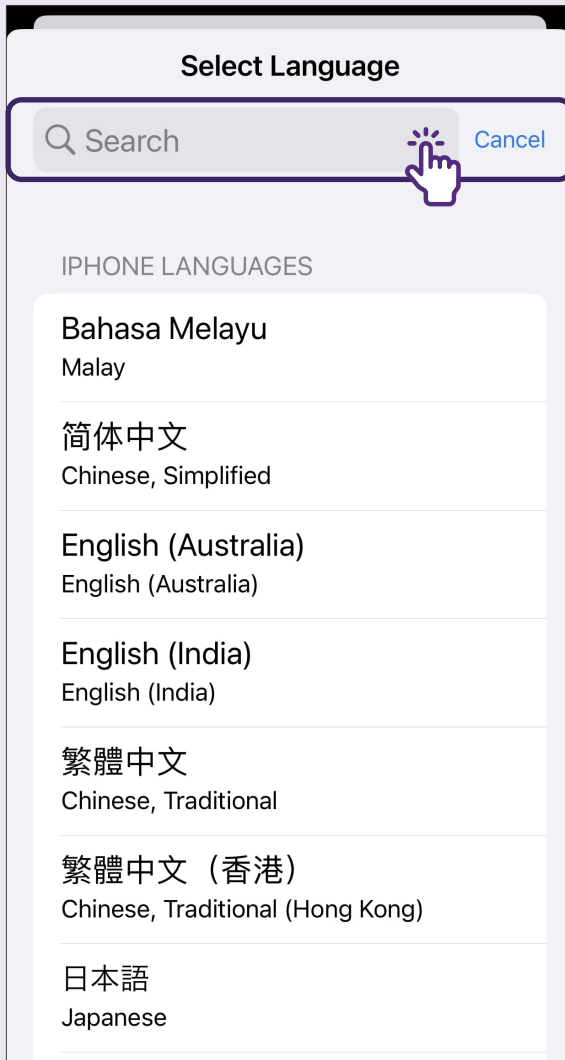 Select Language
Search
Cancel
IPHONE LANGUAGES
Bahasa Melayu
Malay
简体中文
Chinese, Simplified
English (Australia)
English (Australia)
English (India)
English (India)
繁體中文
Chinese, Traditional
繁體中文（香港）
Chinese, Traditional (Hong Kong)
日本語
Japanese